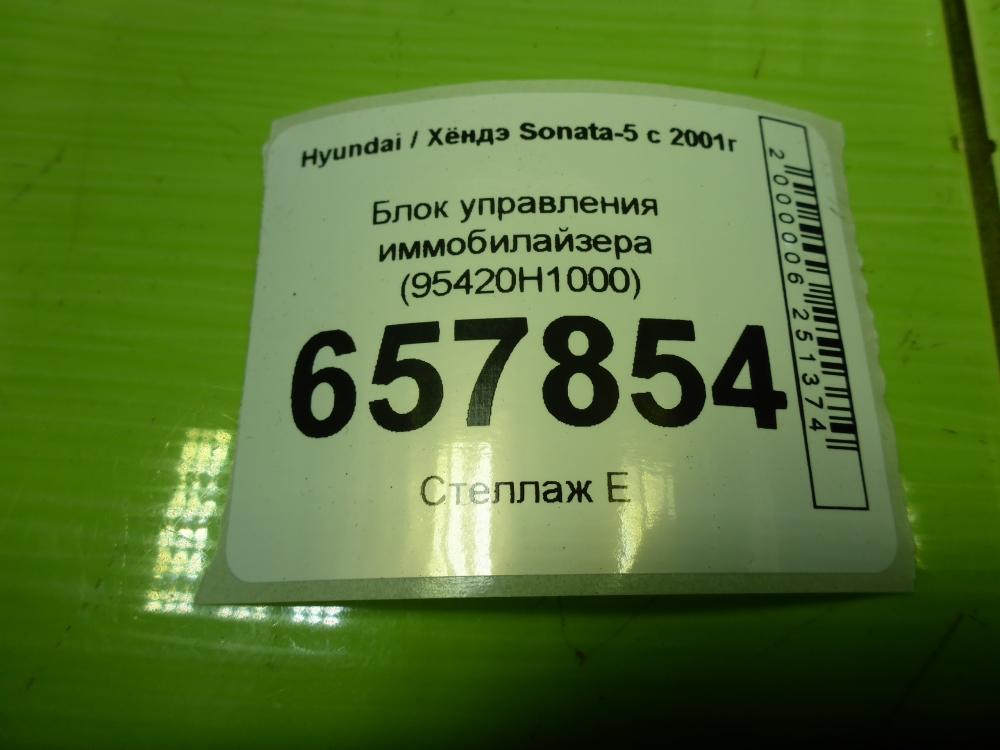 Hyundai / Хёндэ Sonata-5 с 2001г
Блок управления
иммобилайзера
(95420H1000)
657854
Стеллаж Е
2000006251374